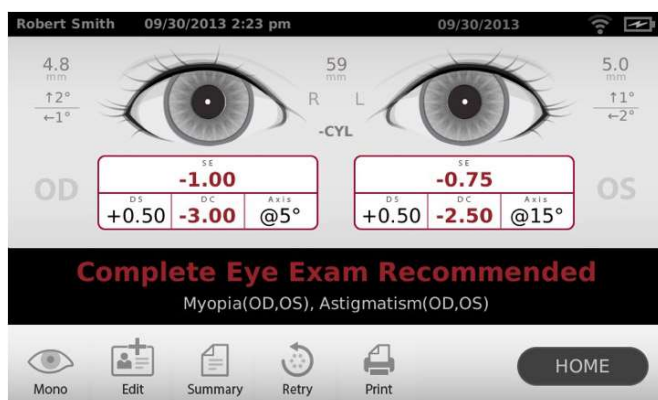 Robert Smith 09/30/2013 2:23 pm 09/30/2013
4.8 mm 59 mm 5.0 mm
↑2° ↑1°
←1° ←2°
R L
-CYL
OD OS
SE SE
-1.00 -0.75
DS DC Axis DS DC Axis
+0.50 -3.00 @5° +0.50 -2.50 @15°
Complete Eye Exam Recommended
Myopia(OD,OS), Astigmatism(OD,OS)
Mono Edit Summary Retry Print HOME